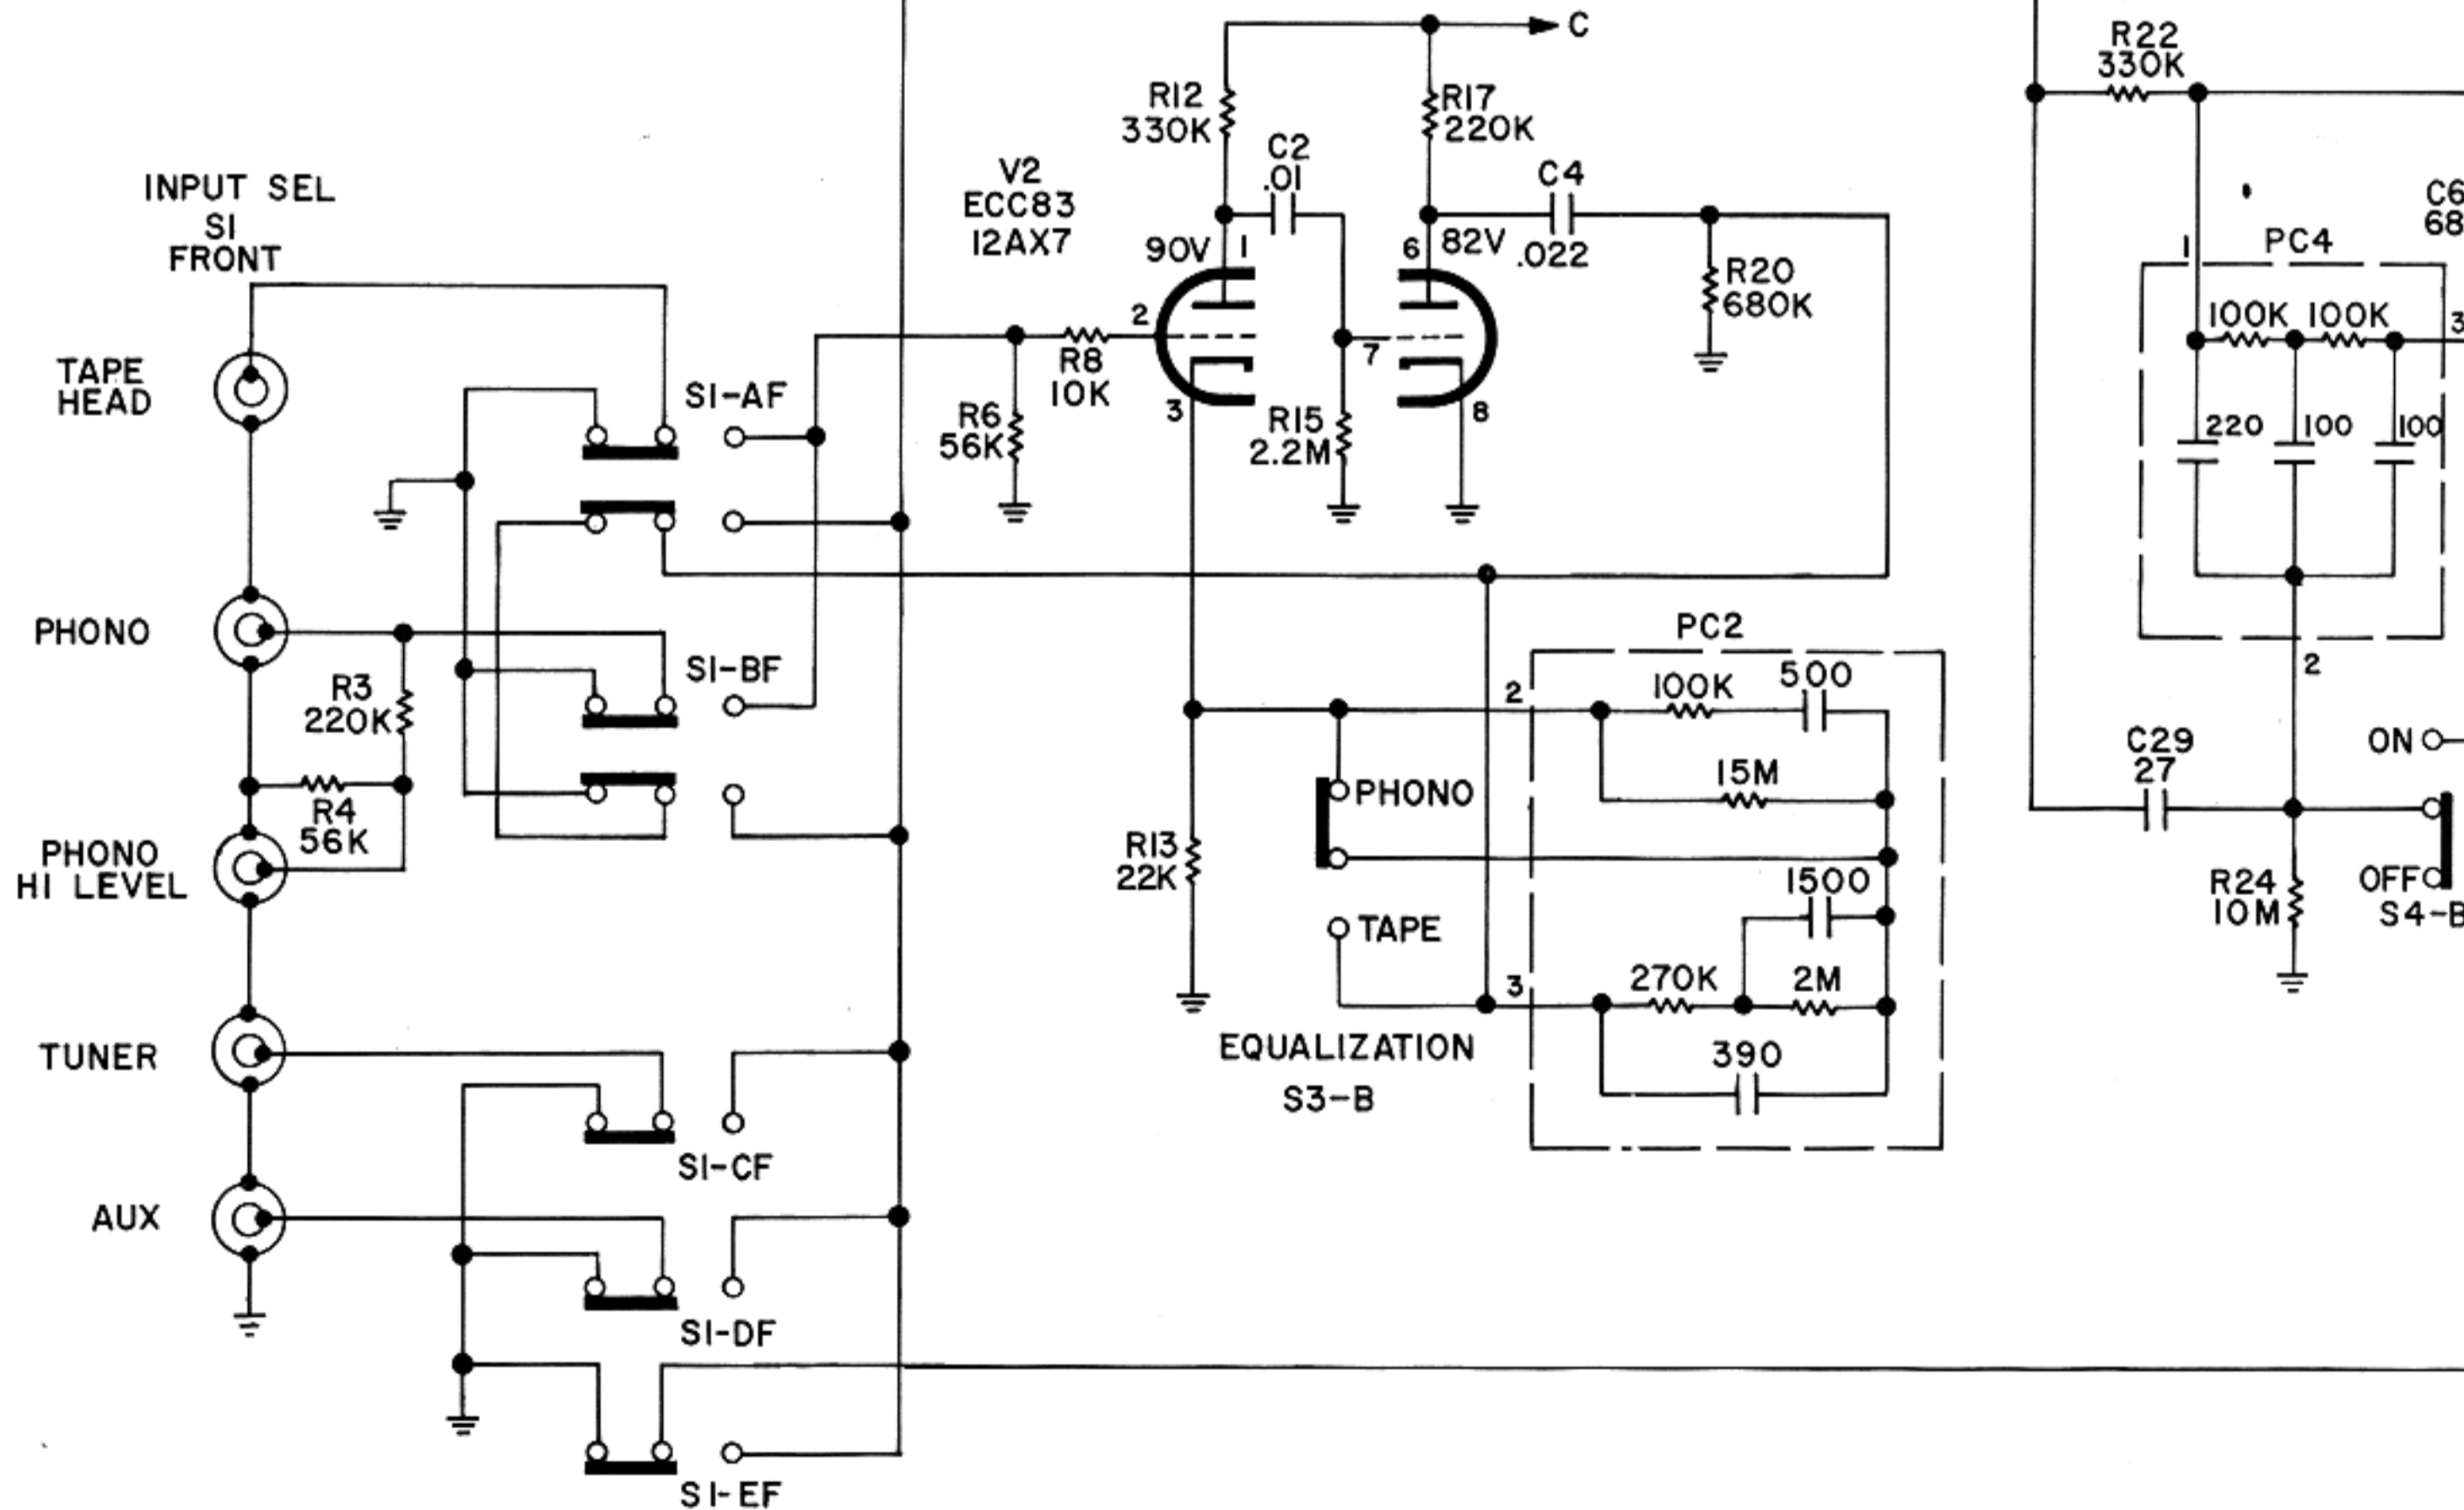 INPUT SEL
S1
FRONT
TAPE
HEAD
PHONO
R3
220K
R4
56K
PHONO
HI LEVEL
TUNER
AUX
S1-AF
S1-BF
S1-CF
S1-DF
S1-EF
C
R12
330K
R17
220K
C2
.01
C4
.022
V2
ECC83
12AX7
90V
1
6
82V
R20
680K
2
R8
10K
7
3
8
R6
56K
R15
2.2M
PC2
2
100K
500
15M
PHONO
R13
22K
1500
TAPE
3
270K
2M
390
EQUALIZATION
S3-B
R22
330K
C6
68
1
PC4
100K
100K
3
220
100
100
2
C29
27
ON
R24
10M
OFF
S4-B